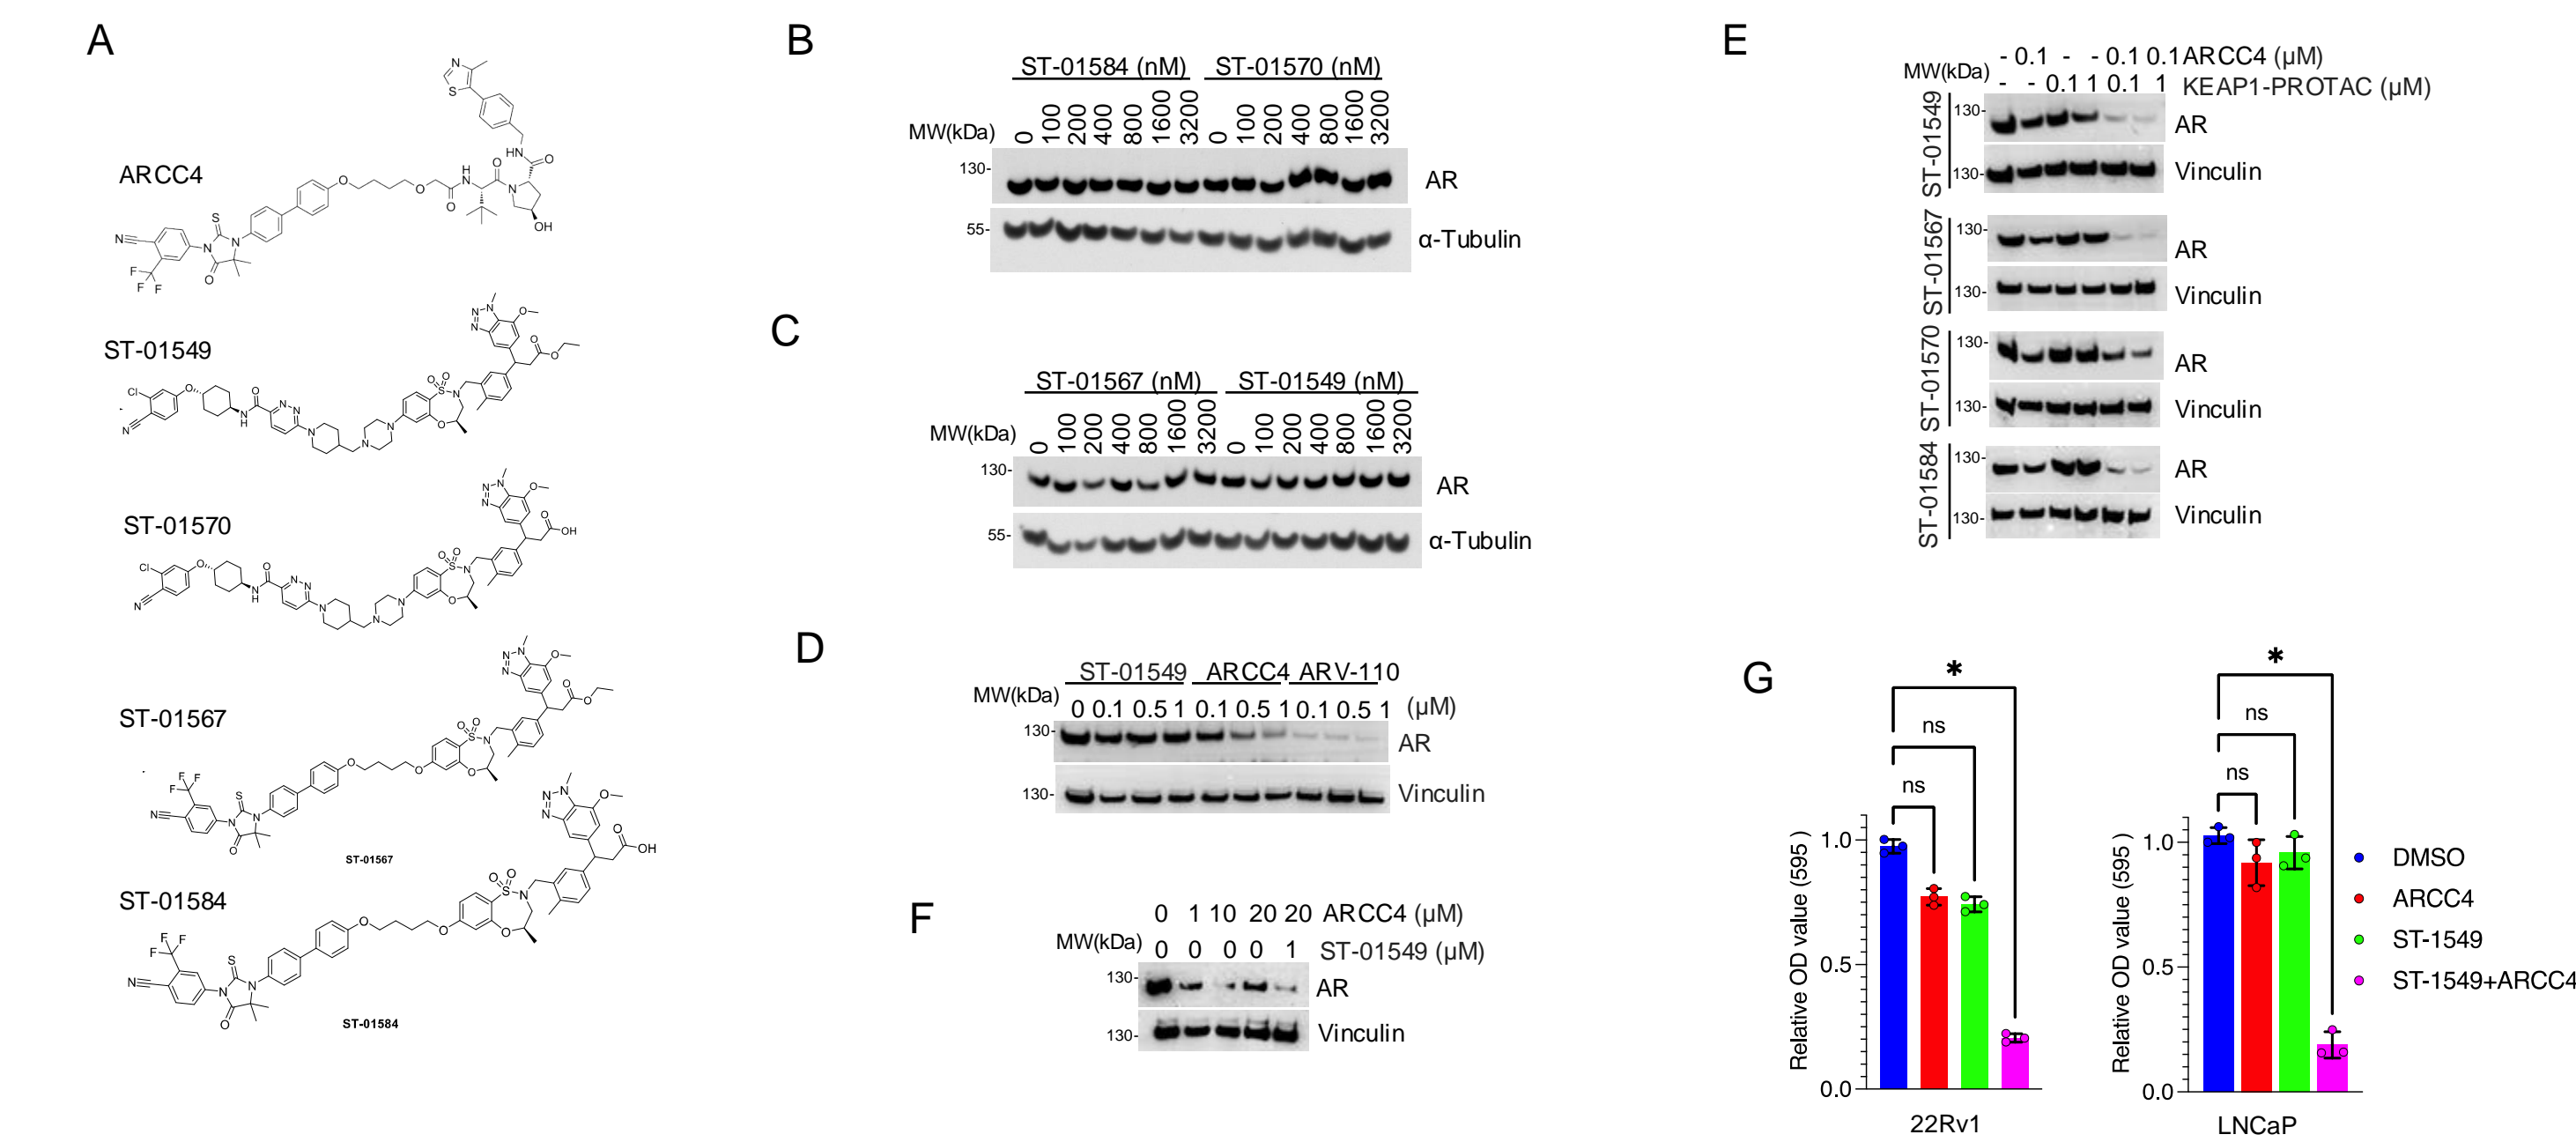 A
ARCC4
ST-01549
ST-01570
ST-01567
ST-01567
ST-01584
ST-01584
B
ST-01584 (nM) ST-01570 (nM)
MW(kDa) 0 100 200 400 800 1600 3200 0 100 200 400 800 1600 3200
130- AR
55- α-Tubulin
C
ST-01567 (nM) ST-01549 (nM)
MW(kDa) 0 100 200 400 800 1600 3200 0 100 200 400 800 1600 3200
130- AR
55- α-Tubulin
D
ST-01549 ARCC4 ARV-110
MW(kDa) 0 0.1 0.5 1 0.1 0.5 1 0.1 0.5 1 (μM)
130- AR
130- Vinculin
E
- 0.1 - - 0.1 0.1 ARCC4 (μM)
MW(kDa) - - 0.1 1 0.1 1 KEAP1-PROTAC (μM)
ST-01549
130- AR
130- Vinculin
ST-01567
130- AR
130- Vinculin
ST-01570
130- AR
130- Vinculin
ST-01584
130- AR
130- Vinculin
F
0 1 10 20 20 ARCC4 (μM)
MW(kDa) 0 0 0 0 1 ST-01549 (μM)
130- AR
130- Vinculin
G
*
ns
ns
Relative OD value (595 )
1.0
0.5
0.0
22Rv1
*
ns
ns
Relative OD value (595 )
1.0
0.5
0.0
LNCaP
DMSO
ARCC4
ST-1549
ST-1549+ARCC4